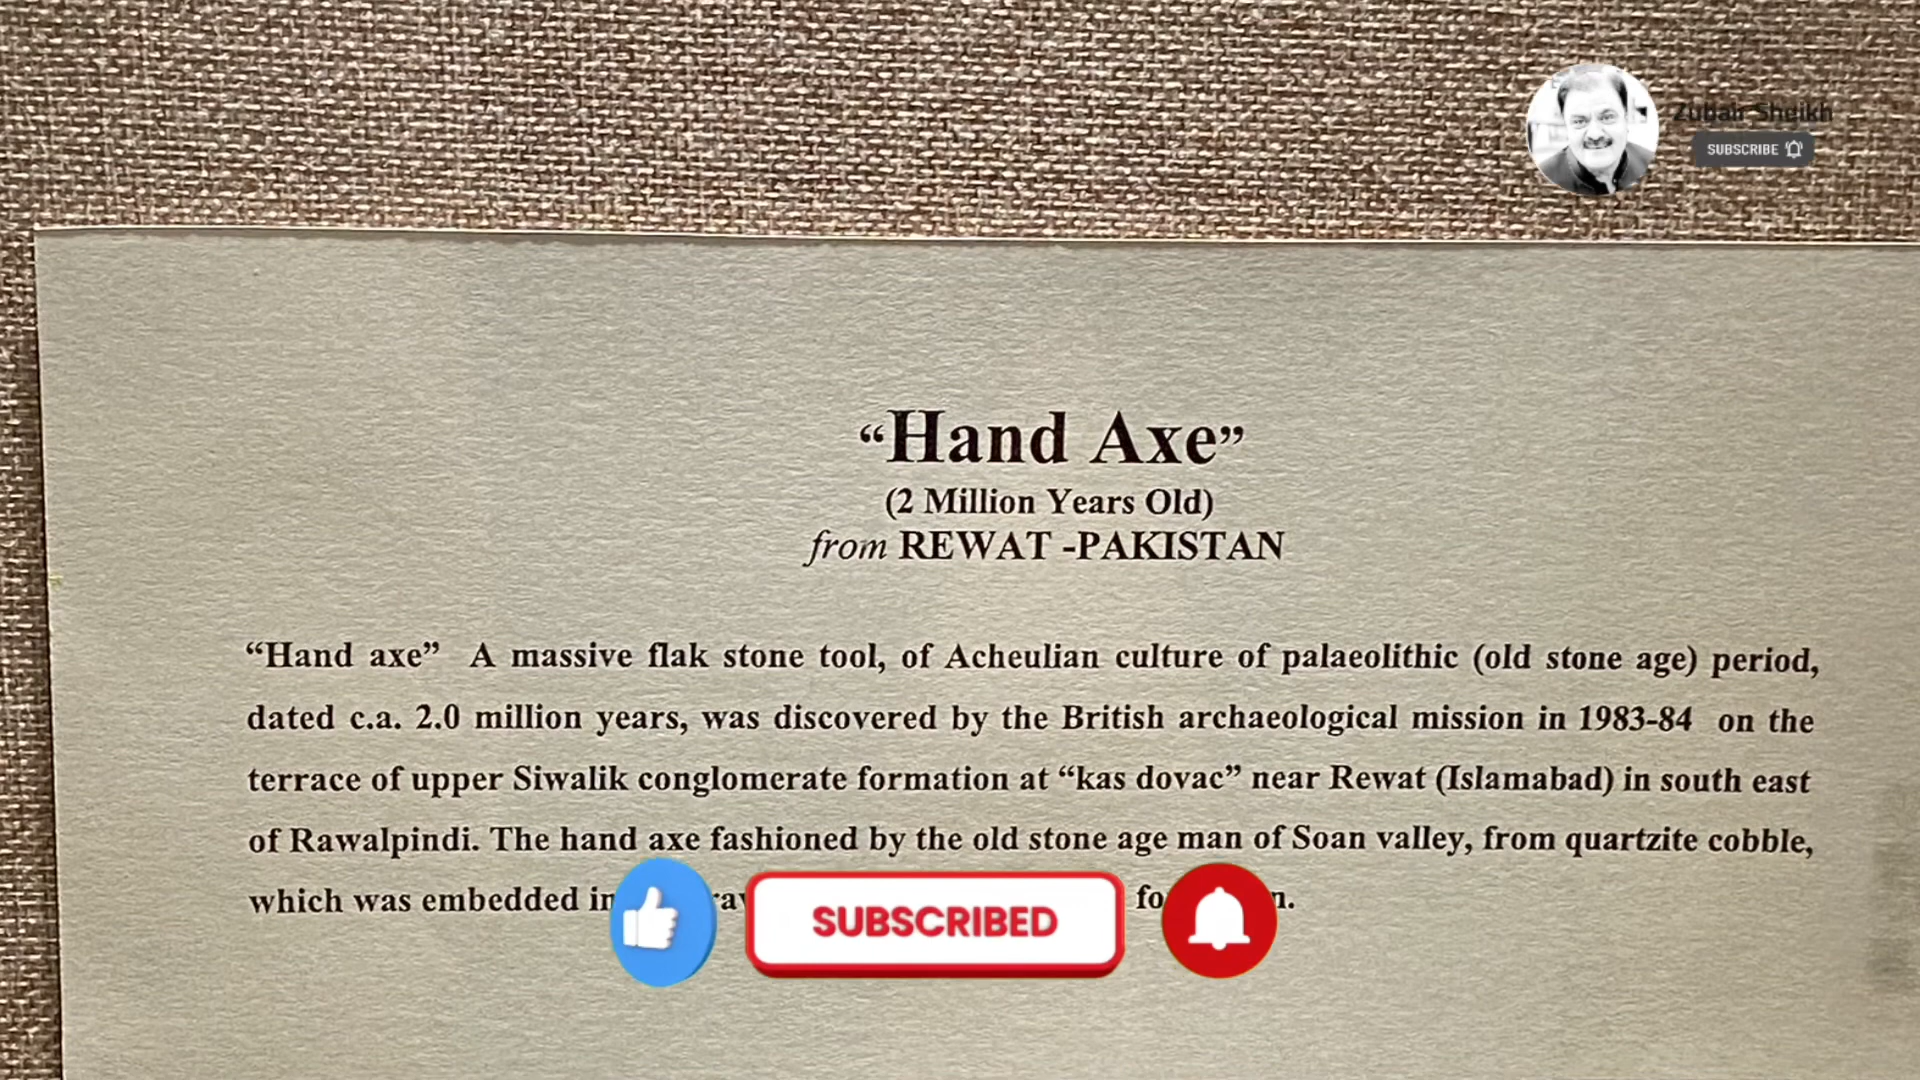 Zubair Sheikh
SUBSCRIBE
“Hand Axe”
(2 Million Years Old)
from REWAT -PAKISTAN
“Hand axe” A massive flak stone tool, of Acheulian culture of palaeolithic (old stone age) period,
dated c.a. 2.0 million years, was discovered by the British archaeological mission in 1983-84 on the
terrace of upper Siwalik conglomerate formation at “kas dovac” near Rewat (Islamabad) in south east
of Rawalpindi. The hand axe fashioned by the old stone age man of Soan valley, from quartzite cobble,
which was embedded in
SUBSCRIBED